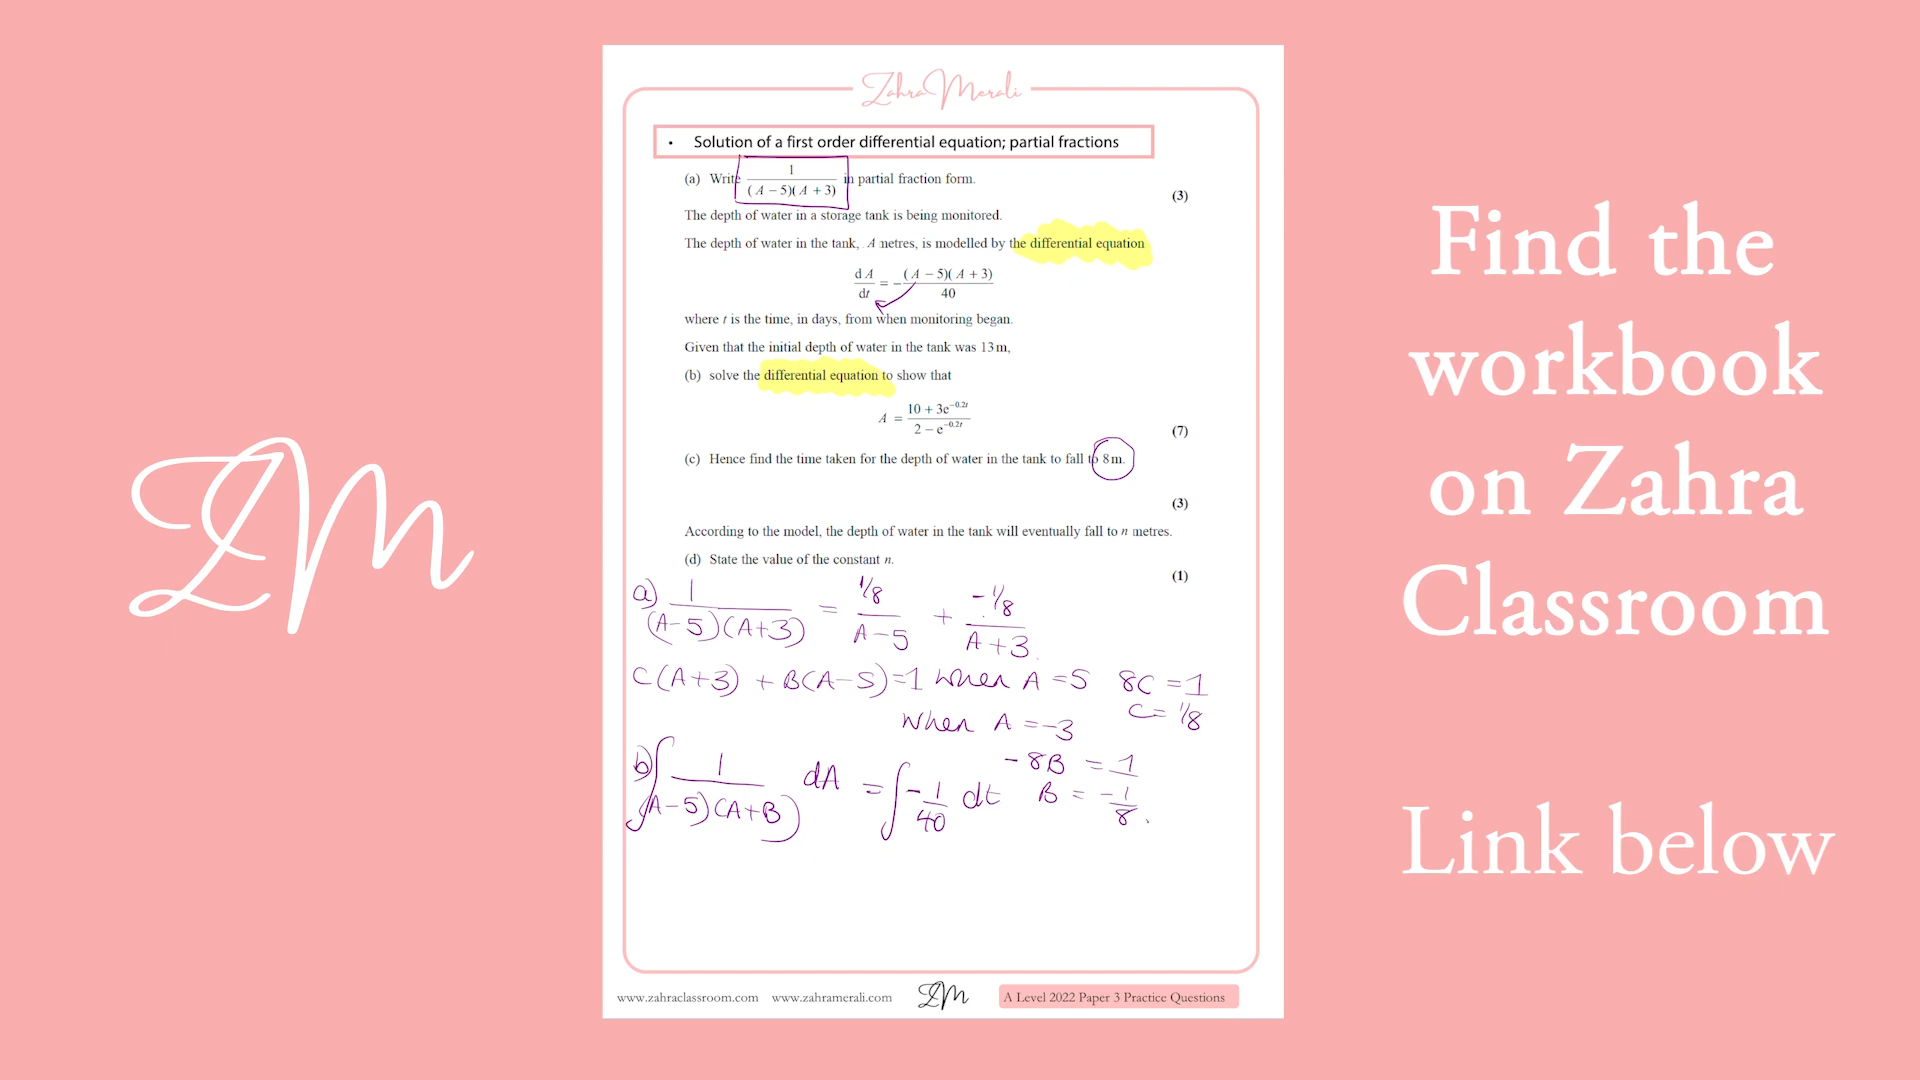 Zahra Merali
• Solution of a first order differential equation; partial fractions
(a) Write 1/((A − 5)(A + 3)) in partial fraction form.
(3)
The depth of water in a storage tank is being monitored.
The depth of water in the tank, A metres, is modelled by the differential equation
dA/dt = −((A − 5)(A + 3))/40
where t is the time, in days, from when monitoring began.
Given that the initial depth of water in the tank was 13 m,
(b) solve the differential equation to show that
A = (10 + 3e^(−0.2t))/(2 − e^(−0.2t))
(7)
(c) Hence find the time taken for the depth of water in the tank to fall to 8 m.
(3)
According to the model, the depth of water in the tank will eventually fall to n metres.
(d) State the value of the constant n.
(1)
a) 1/((A−5)(A+3)) = (1/8)/(A−5) + (−1/8)/(A+3)
C(A+3) + B(A−5)=1 when A=5 8C = 1
C = 1/8
when A = −3
−8B = 1
B = −1/8
b) ∫ 1/((A−5)(A+B)) dA = ∫ −1/40 dt
www.zahraclassroom.com www.zahramerali.com ZM A Level 2022 Paper 3 Practice Questions
ZM
Find the
workbook
on Zahra
Classroom
Link below